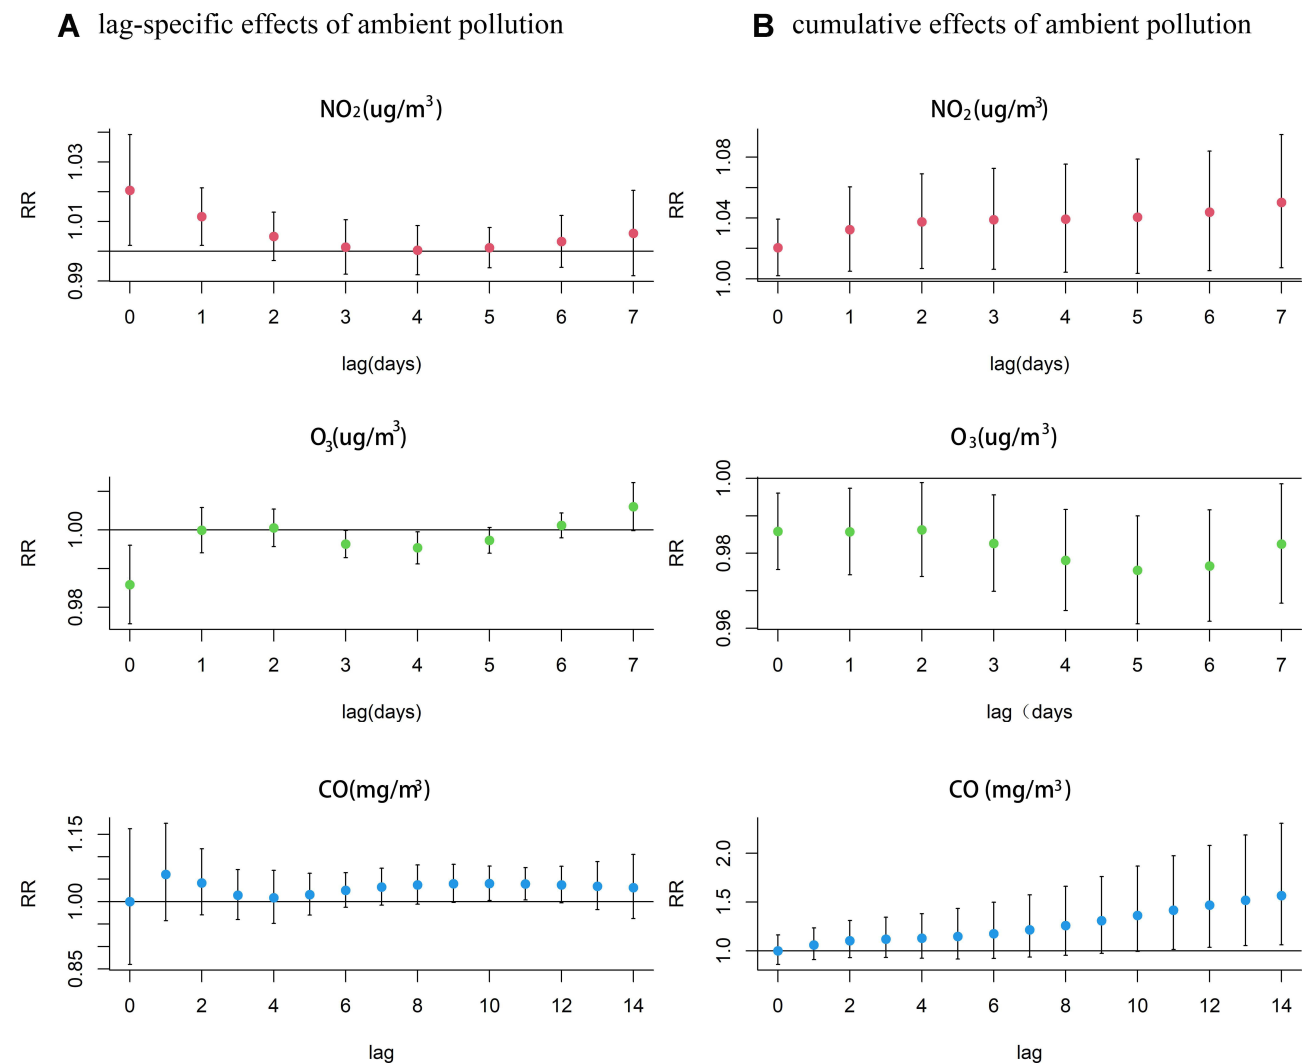 A lag-specific effects of ambient pollution
B cumulative effects of ambient pollution
NO₂(ug/m³)
RR
0.99 1.01 1.03
0 1 2 3 4 5 6 7
lag(days)
NO₂(ug/m³)
RR
1.00 1.04 1.08
0 1 2 3 4 5 6 7
lag(days)
O₃(ug/m³)
RR
0.98 1.00
0 1 2 3 4 5 6 7
lag(days)
O₃(ug/m³)
RR
0.96 0.98 1.00
0 1 2 3 4 5 6 7
lag（days
CO(mg/m³)
RR
0.85 1.00 1.15
0 2 4 6 8 10 12 14
lag
CO (mg/m³)
RR
1.0 1.5 2.0
0 2 4 6 8 10 12 14
lag